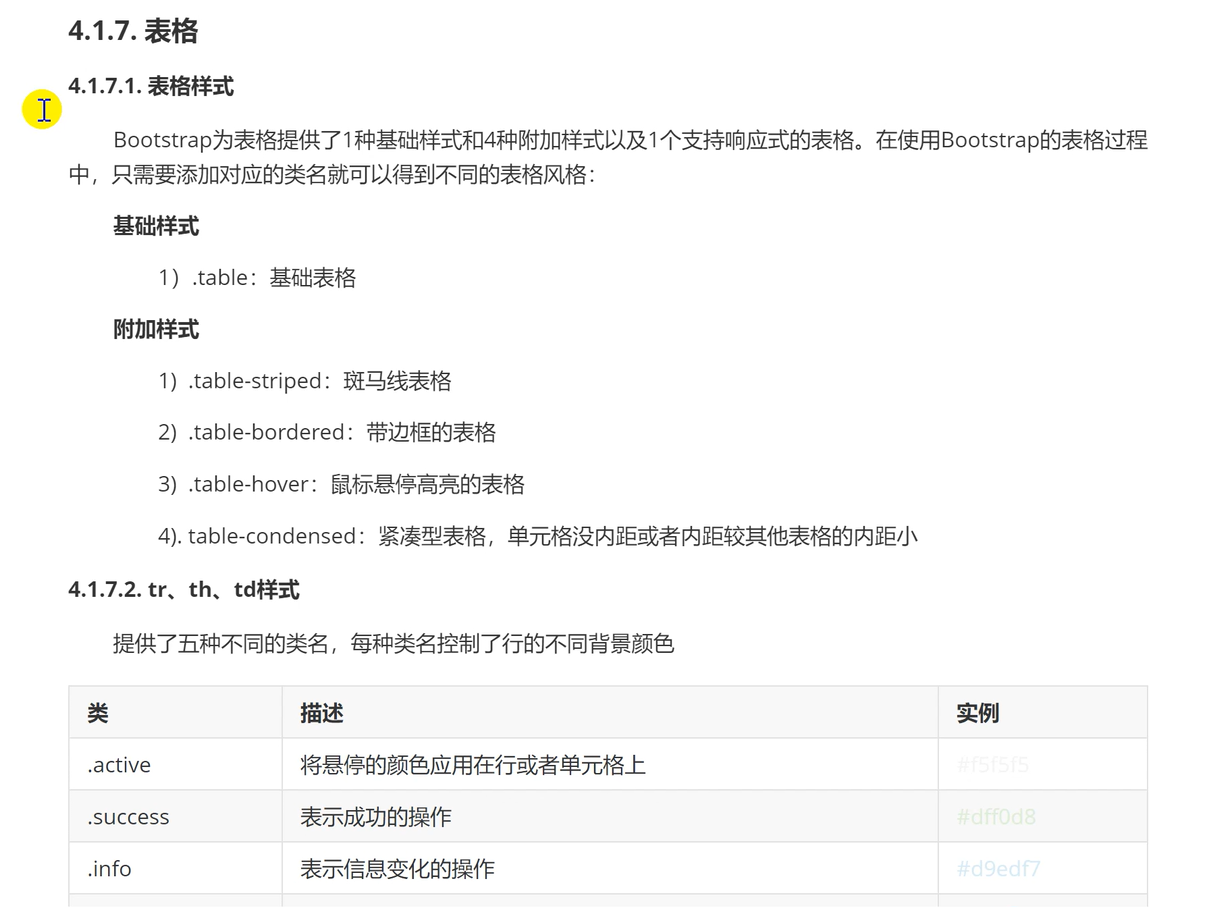 4.1.7. 表格
4.1.7.1. 表格样式
Bootstrap为表格提供了1种基础样式和4种附加样式以及1个支持响应式的表格。在使用Bootstrap的表格过程
中，只需要添加对应的类名就可以得到不同的表格风格：
基础样式
1）.table：基础表格
附加样式
1) .table-striped：斑马线表格
2) .table-bordered：带边框的表格
3) .table-hover：鼠标悬停高亮的表格
4). table-condensed：紧凑型表格，单元格没内距或者内距较其他表格的内距小
4.1.7.2. tr、th、td样式
提供了五种不同的类名，每种类名控制了行的不同背景颜色
类 描述 实例
.active 将悬停的颜色应用在行或者单元格上 #f5f5f5
.success 表示成功的操作 #dff0d8
.info 表示信息变化的操作 #d9edf7